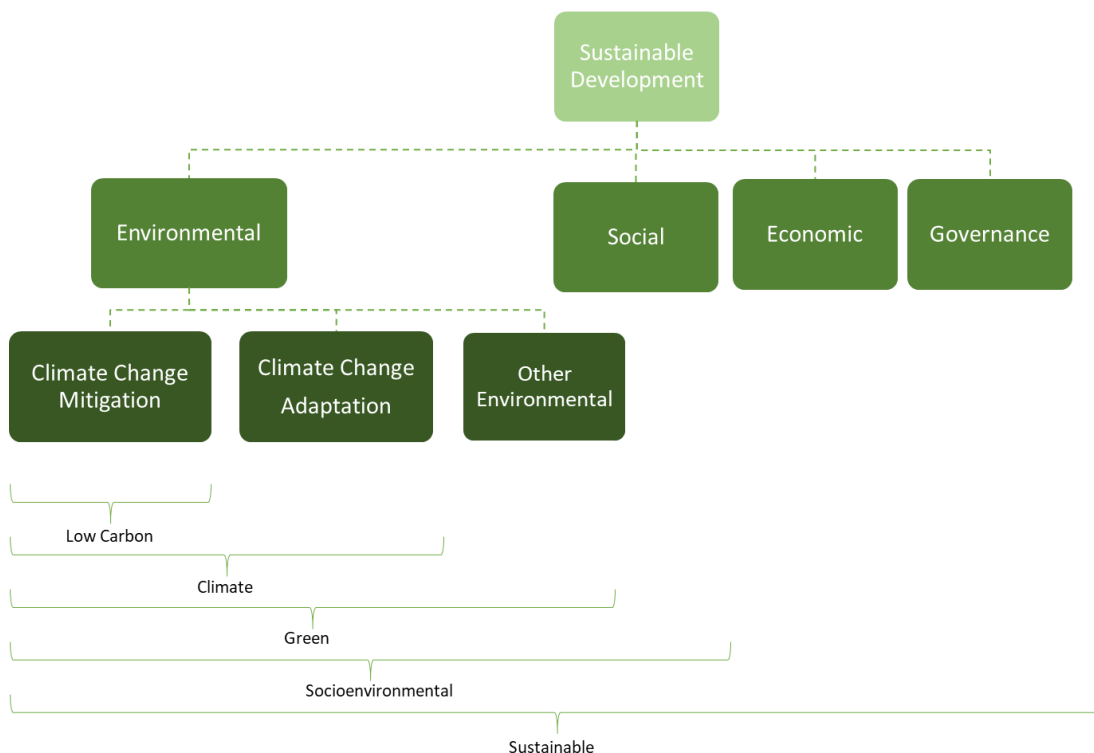 Sustainable
Development
Environmental
Social
Economic
Governance
Climate Change
Mitigation
Climate Change
Adaptation
Other
Environmental
Low Carbon
Climate
Green
Socioenvironmental
Sustainable